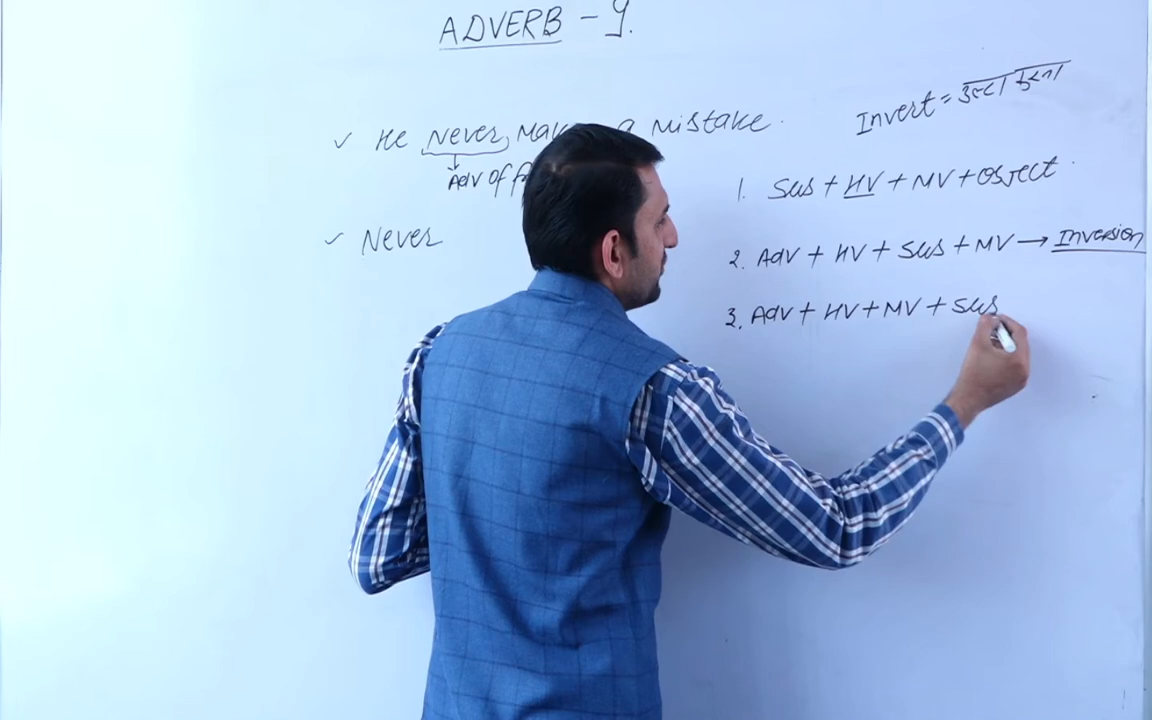 ADVERB - 9.
✓ He Never, Mak a Mistake.
Adv of f
✓ Never
Invert = उल्टा करना
1. Sub + HV + MV + Object.
2. Adv + HV + Sub + MV → Inversion
3. Adv + HV + MV + Sub